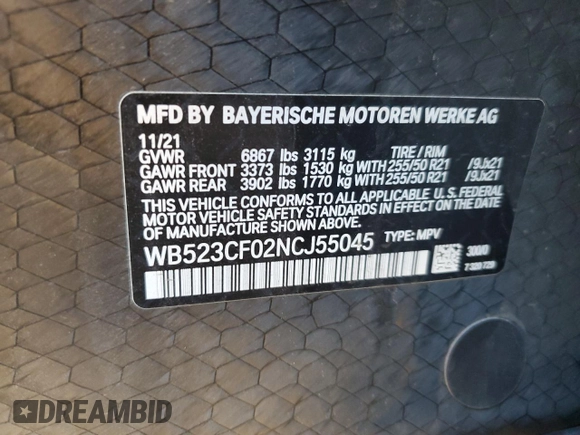 MFD BY BAYERISCHE MOTOREN WERKE AG
11/21
GVWR 6867 lbs 3115 kg TIRE / RIM
GAWR FRONT 3373 lbs 1530 kg WITH 255/50 R21 /9Jx21
GAWR REAR 3902 lbs 1770 kg WITH 255/50 R21 /9Jx21
THIS VEHICLE CONFORMS TO ALL APPLICABLE U.S. FEDERAL
MOTOR VEHICLE SAFETY STANDARDS IN EFFECT ON THE
DATE OF MANUFACTURE SHOWN ABOVE.
WB523CF02NCJ55045 TYPE: MPV
DREAMBID